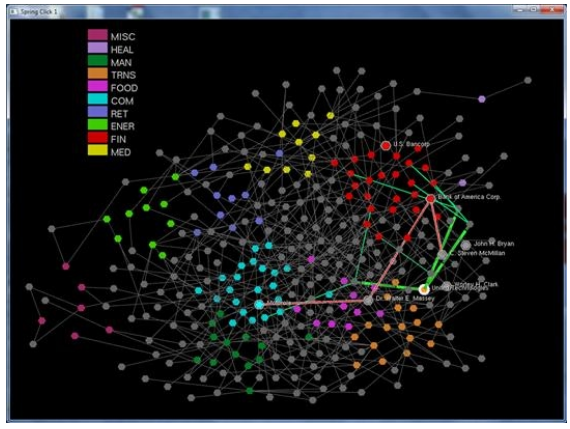 Spring Click 1
MISC
HEAL
MAN
TRNS
FOOD
COM
RET
ENER
FIN
MED
U.S. Bancorp
Bank of America Corp.
John H. Bryan
C. Steven McMillan
Clark
Walter E. Massey